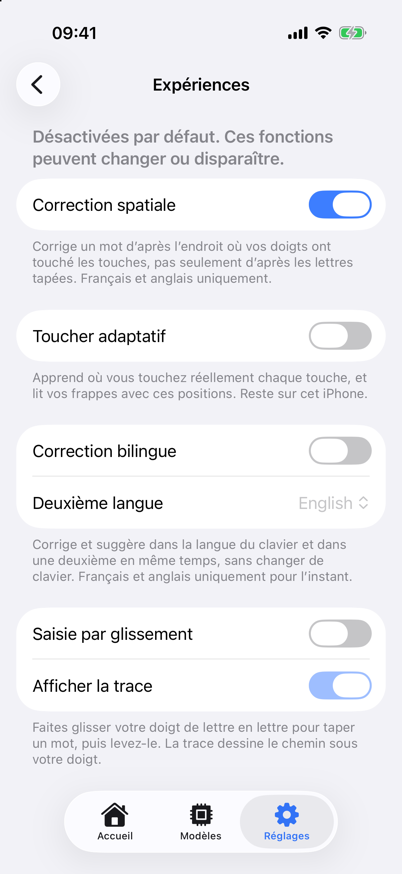 09:41
Expériences
Désactivées par défaut. Ces fonctions
peuvent changer ou disparaître.
Correction spatiale
Corrige un mot d’après l’endroit où vos doigts ont
touché les touches, pas seulement d’après les lettres
tapées. Français et anglais uniquement.
Toucher adaptatif
Apprend où vous touchez réellement chaque touche, et
lit vos frappes avec ces positions. Reste sur cet iPhone.
Correction bilingue
Deuxième langue English
Corrige et suggère dans la langue du clavier et dans
une deuxième en même temps, sans changer de
clavier. Français et anglais uniquement pour l’instant.
Saisie par glissement
Afficher la trace
Faites glisser votre doigt de lettre en lettre pour taper
un mot, puis levez-le. La trace dessine le chemin sous
votre doigt.
Accueil Modèles Réglages